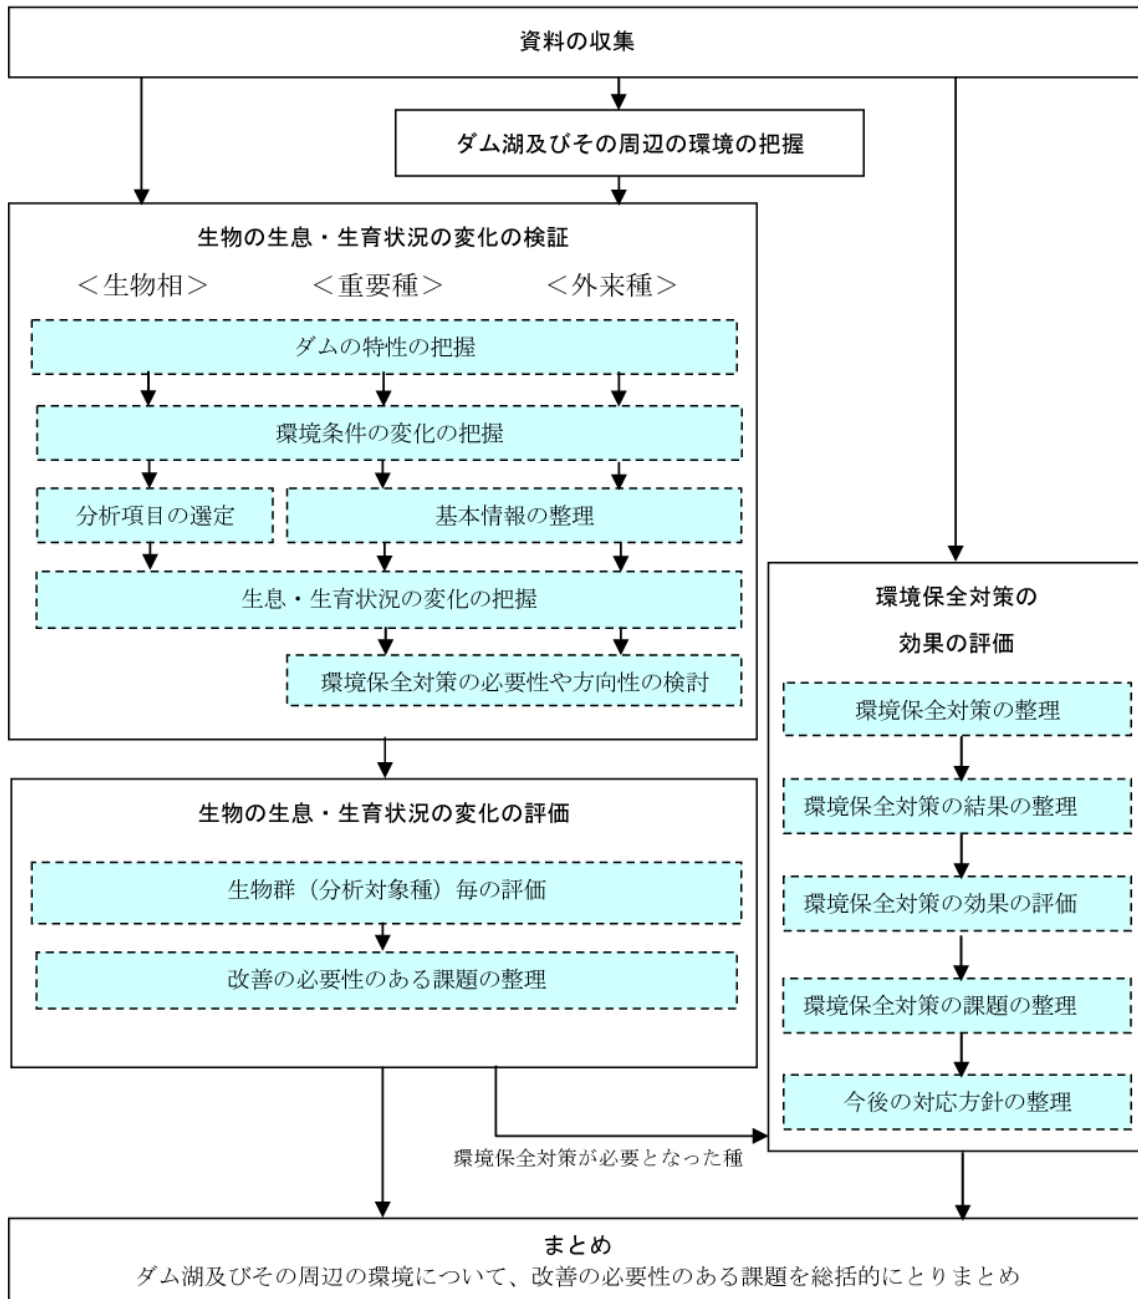 資料の収集
ダム湖及びその周辺の環境の把握
生物の生息・生育状況の変化の検証
＜生物相＞ ＜重要種＞ ＜外来種＞
ダムの特性の把握
環境条件の変化の把握
分析項目の選定 基本情報の整理
生息・生育状況の変化の把握
環境保全対策の必要性や方向性の検討
生物の生息・生育状況の変化の評価
生物群（分析対象種）毎の評価
改善の必要性のある課題の整理
環境保全対策の
効果の評価
環境保全対策の整理
環境保全対策の結果の整理
環境保全対策の効果の評価
環境保全対策の課題の整理
今後の対応方針の整理
環境保全対策が必要となった種
まとめ
ダム湖及びその周辺の環境について、改善の必要性のある課題を総括的にとりまとめ